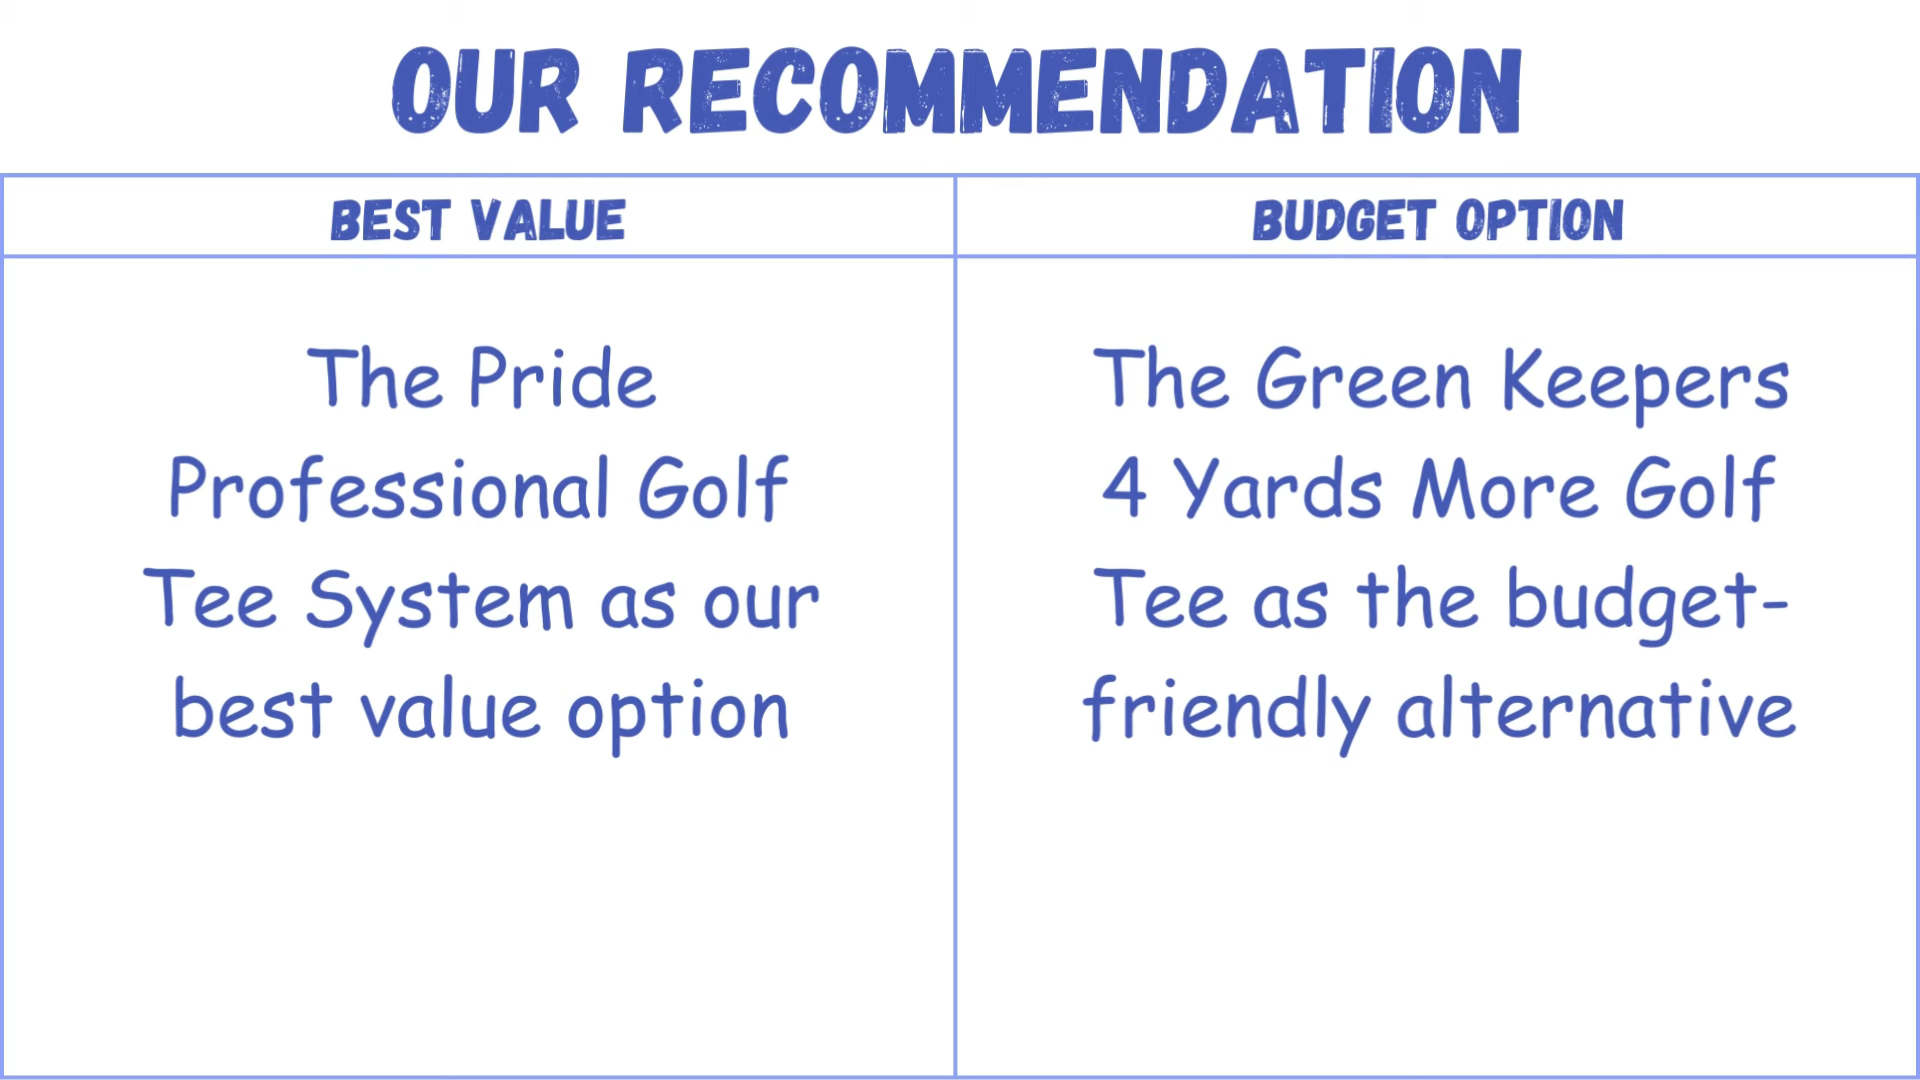 OUR RECOMMENDATION
BEST VALUE
BUDGET OPTION
The Pride
Professional Golf
Tee System as our
best value option
The Green Keepers
4 Yards More Golf
Tee as the budget-
friendly alternative